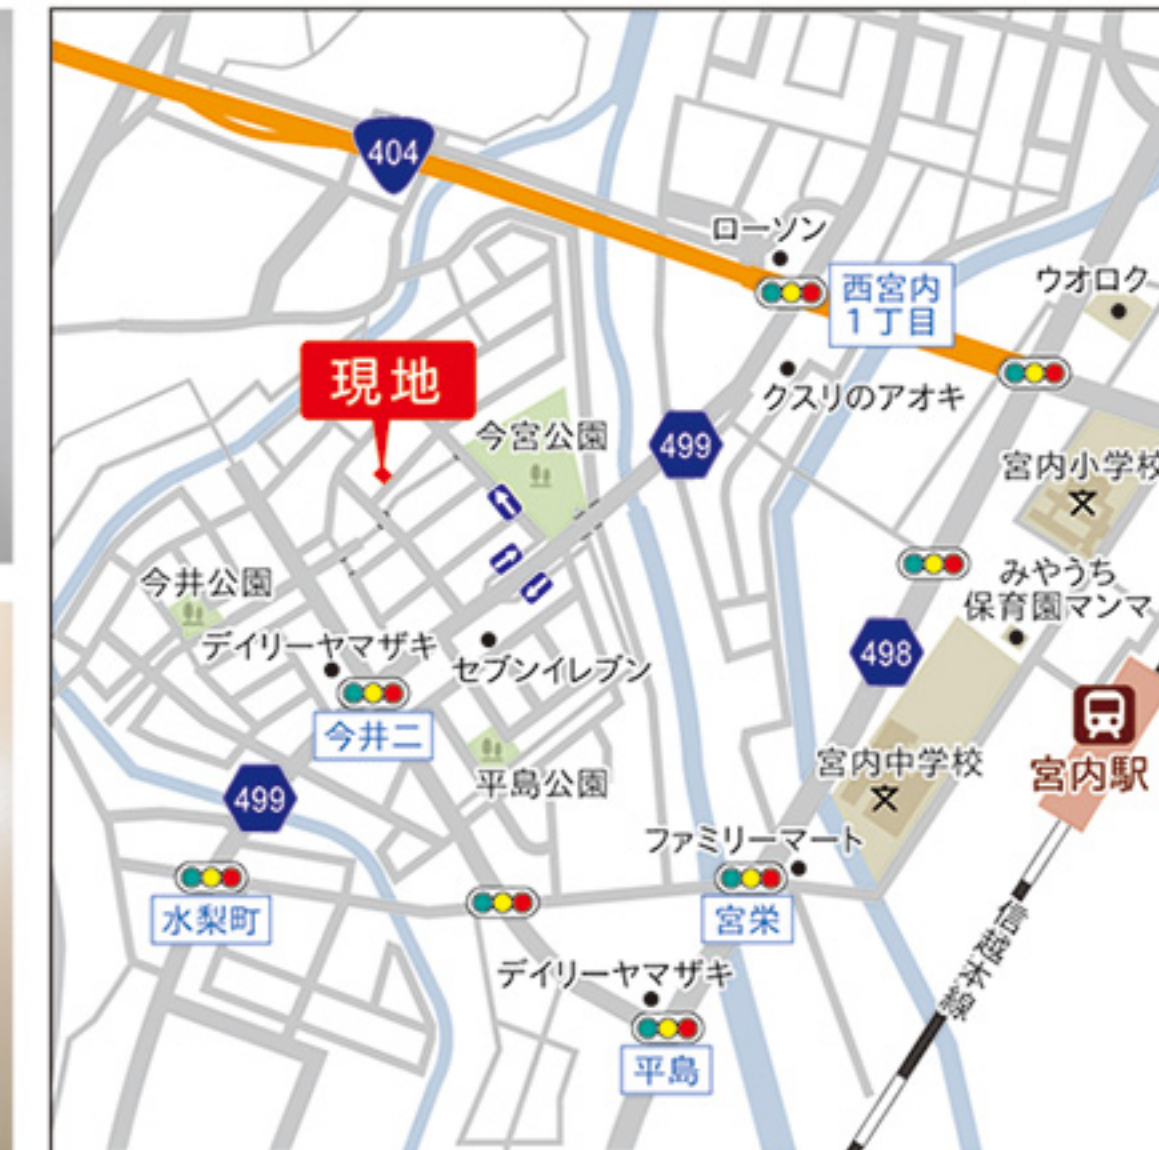 404
ローソン
西宮内
1丁目
ウオロク
現地
クスリのアオキ
今宮公園
499
宮内小学校
今井公園
みやうち
保育園マンマ
デイリーヤマザキ
セブンイレブン
498
今井二
宮内中学校
宮内駅
平島公園
499
ファミリーマート
水梨町
宮栄
信越本線
デイリーヤマザキ
平島